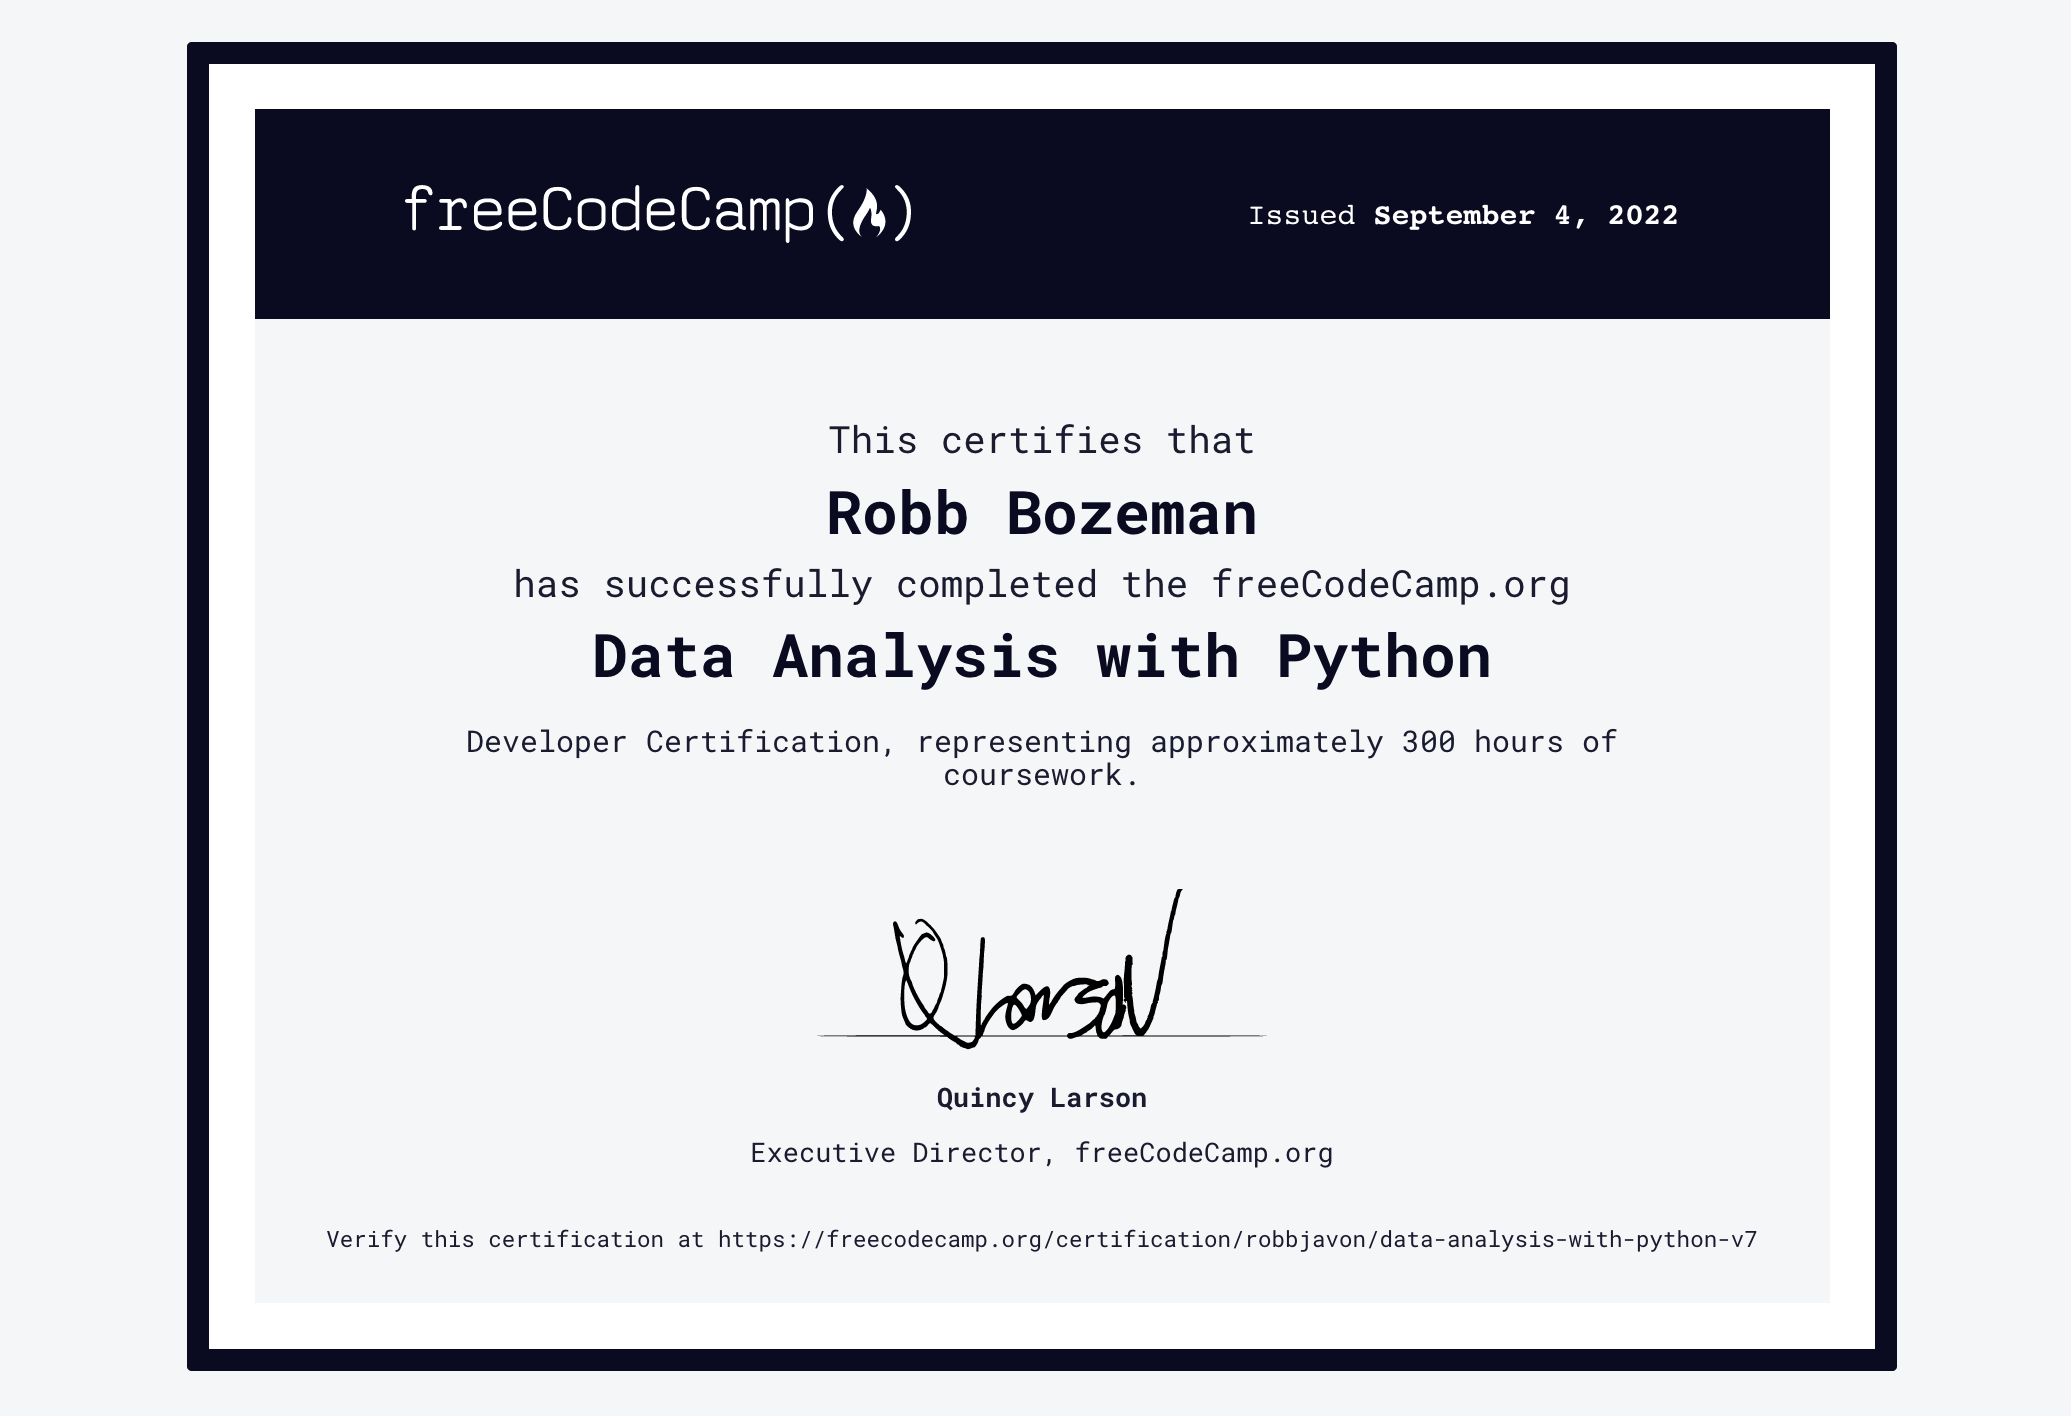 freeCodeCamp
Issued September 4, 2022
This certifies that
Robb Bozeman
has successfully completed the freeCodeCamp.org
Data Analysis with Python
Developer Certification, representing approximately 300 hours of
coursework.
Q Larson
Quincy Larson
Executive Director, freeCodeCamp.org
Verify this certification at https://freecodecamp.org/certification/robbjavon/data-analysis-with-python-v7